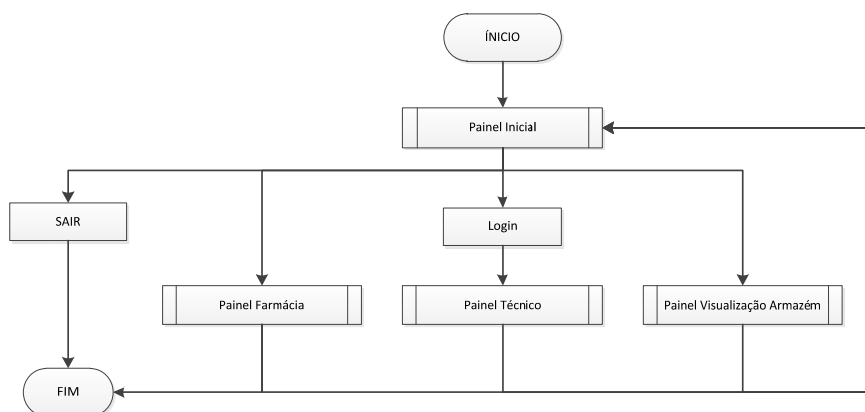 ÍNICIO
Painel Inicial
SAIR
Login
Painel Farmácia
Painel Técnico
Painel Visualização Armazém
FIM